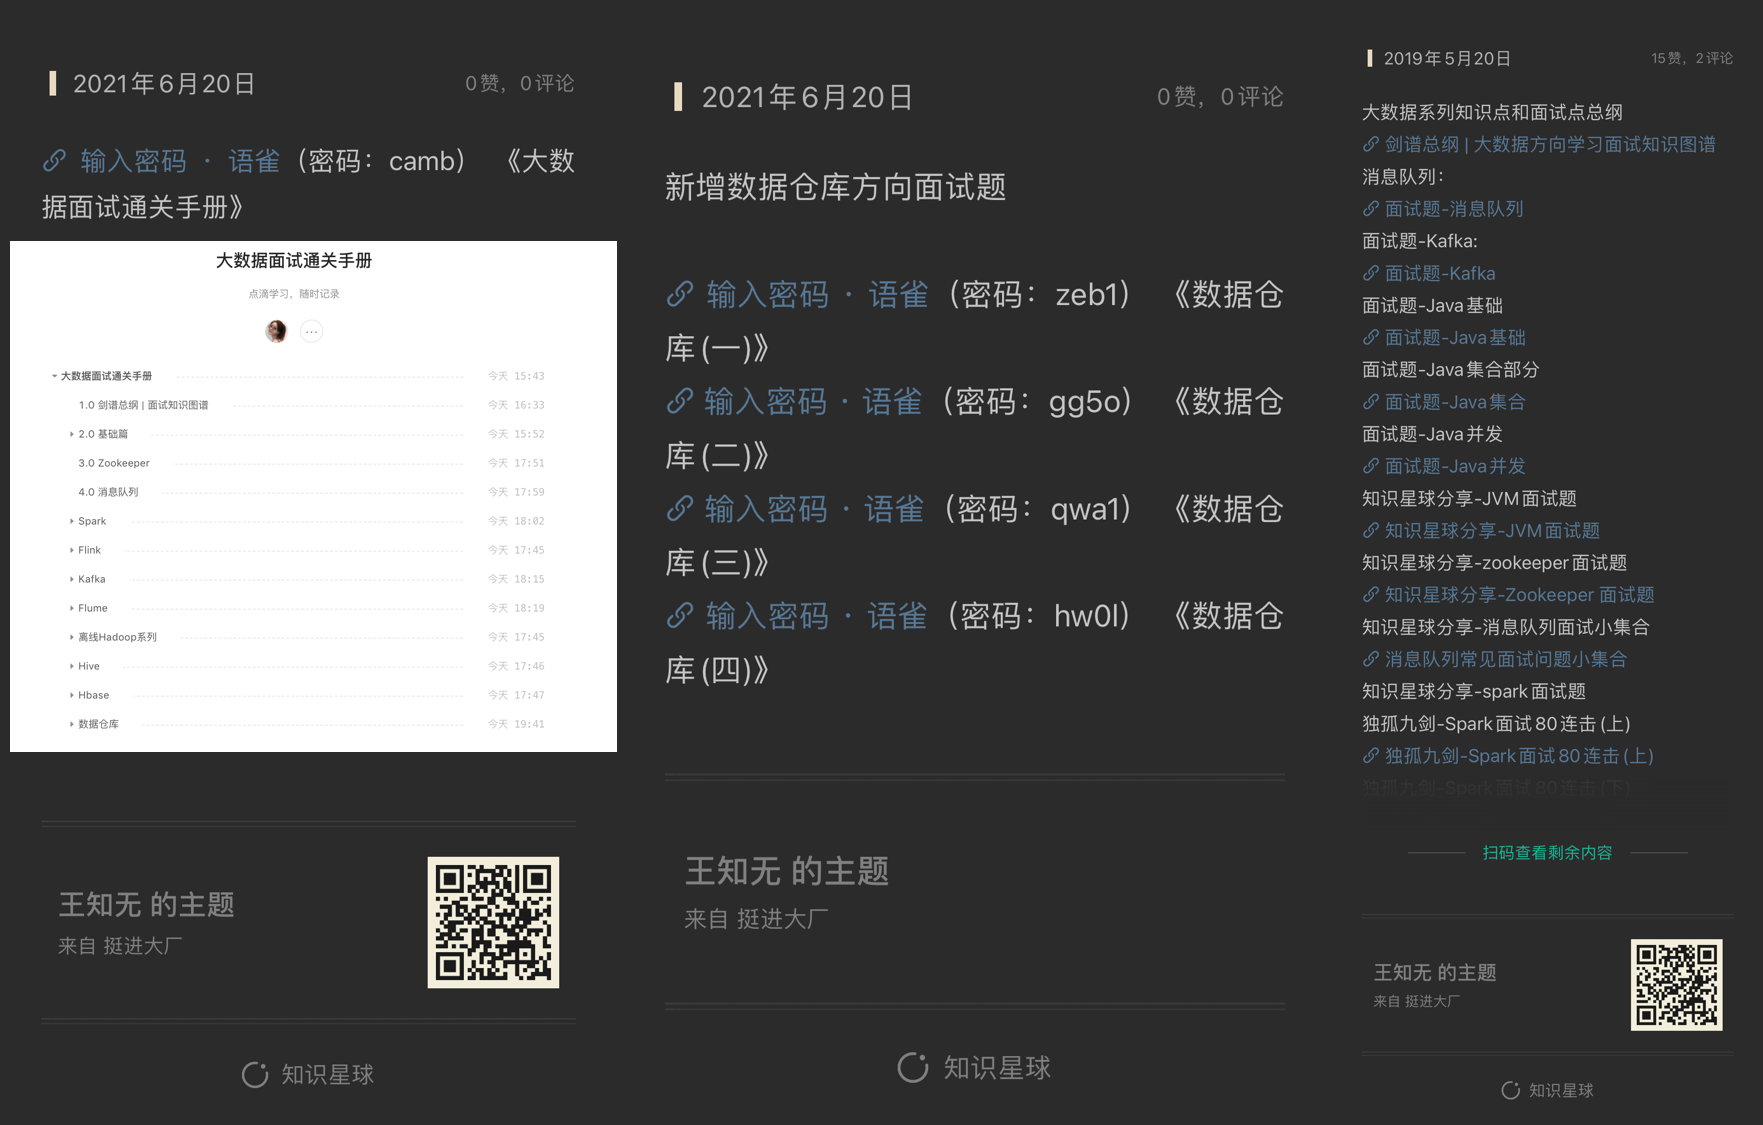 2021年6月20日
0赞，0评论
输入密码 · 语雀（密码：camb） 《大数
据面试通关手册》
大数据面试通关手册
点滴学习，随时记录
大数据面试通关手册 今天 15:43
1.0 剑谱总纲 | 面试知识图谱 今天 16:33
2.0 基础篇 今天 15:52
3.0 Zookeeper 今天 17:51
4.0 消息队列 今天 17:59
Spark 今天 18:02
Flink 今天 17:45
Kafka 今天 18:15
Flume 今天 18:19
离线Hadoop系列 今天 17:45
Hive 今天 17:46
Hbase 今天 17:47
数据仓库 今天 19:41
王知无 的主题
来自 挺进大厂
知识星球
2021年6月20日
0赞，0评论
新增数据仓库方向面试题
输入密码 · 语雀（密码：zeb1） 《数据仓
库(一)》
输入密码 · 语雀（密码：gg5o） 《数据仓
库(二)》
输入密码 · 语雀（密码：qwa1） 《数据仓
库(三)》
输入密码 · 语雀（密码：hw0l） 《数据仓
库(四)》
王知无 的主题
来自 挺进大厂
知识星球
2019年5月20日
15赞，2评论
大数据系列知识点和面试点总纲
剑谱总纲 | 大数据方向学习面试知识图谱
消息队列：
面试题-消息队列
面试题-Kafka:
面试题-Kafka
面试题-Java基础
面试题-Java基础
面试题-Java集合部分
面试题-Java集合
面试题-Java并发
面试题-Java并发
知识星球分享-JVM面试题
知识星球分享-JVM面试题
知识星球分享-zookeeper面试题
知识星球分享-Zookeeper 面试题
知识星球分享-消息队列面试小集合
消息队列常见面试问题小集合
知识星球分享-spark面试题
独孤九剑-Spark面试80连击(上)
独孤九剑-Spark面试80连击(上)
独孤九剑-Spark面试80连击(下)
扫码查看剩余内容
王知无 的主题
来自 挺进大厂
知识星球